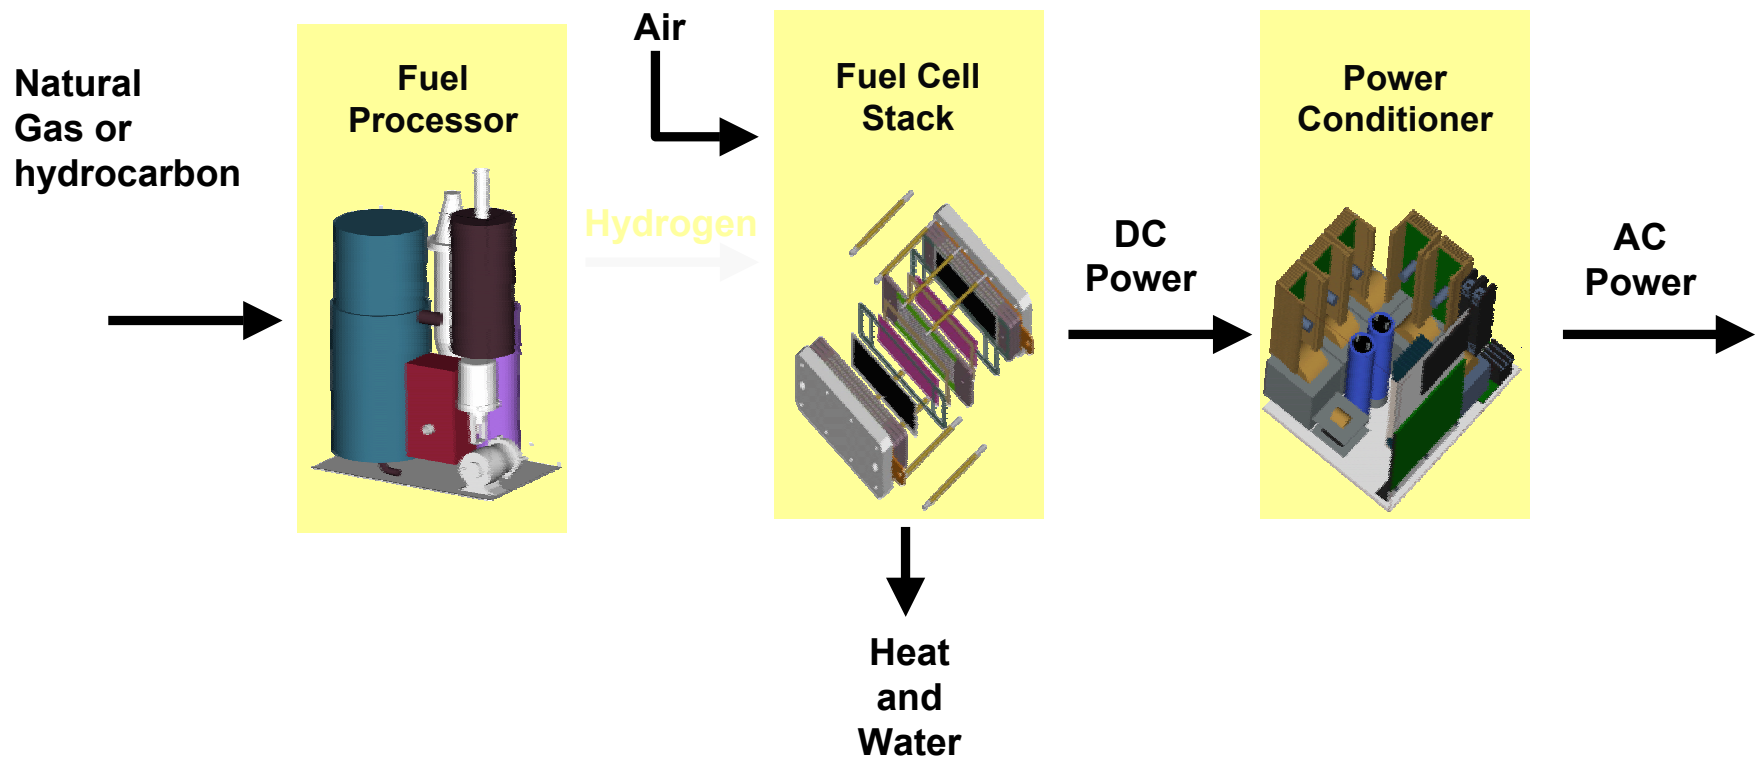 Natural
Gas or
hydrocarbon
Fuel
Processor
Air
Hydrogen
Fuel Cell
Stack
Heat
and
Water
DC
Power
Power
Conditioner
AC
Power